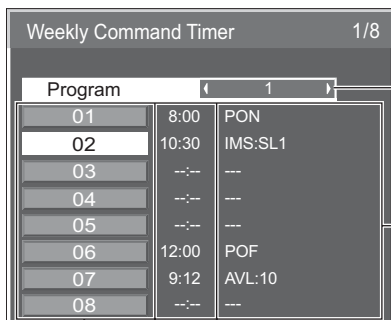 Weekly Command Timer 1/8
Program 1
01 8:00 PON
02 10:30 IMS:SL1
03 --:-- ---
04 --:-- ---
05 --:-- ---
06 12:00 POF
07 9:12 AVL:10
08 --:-- ---